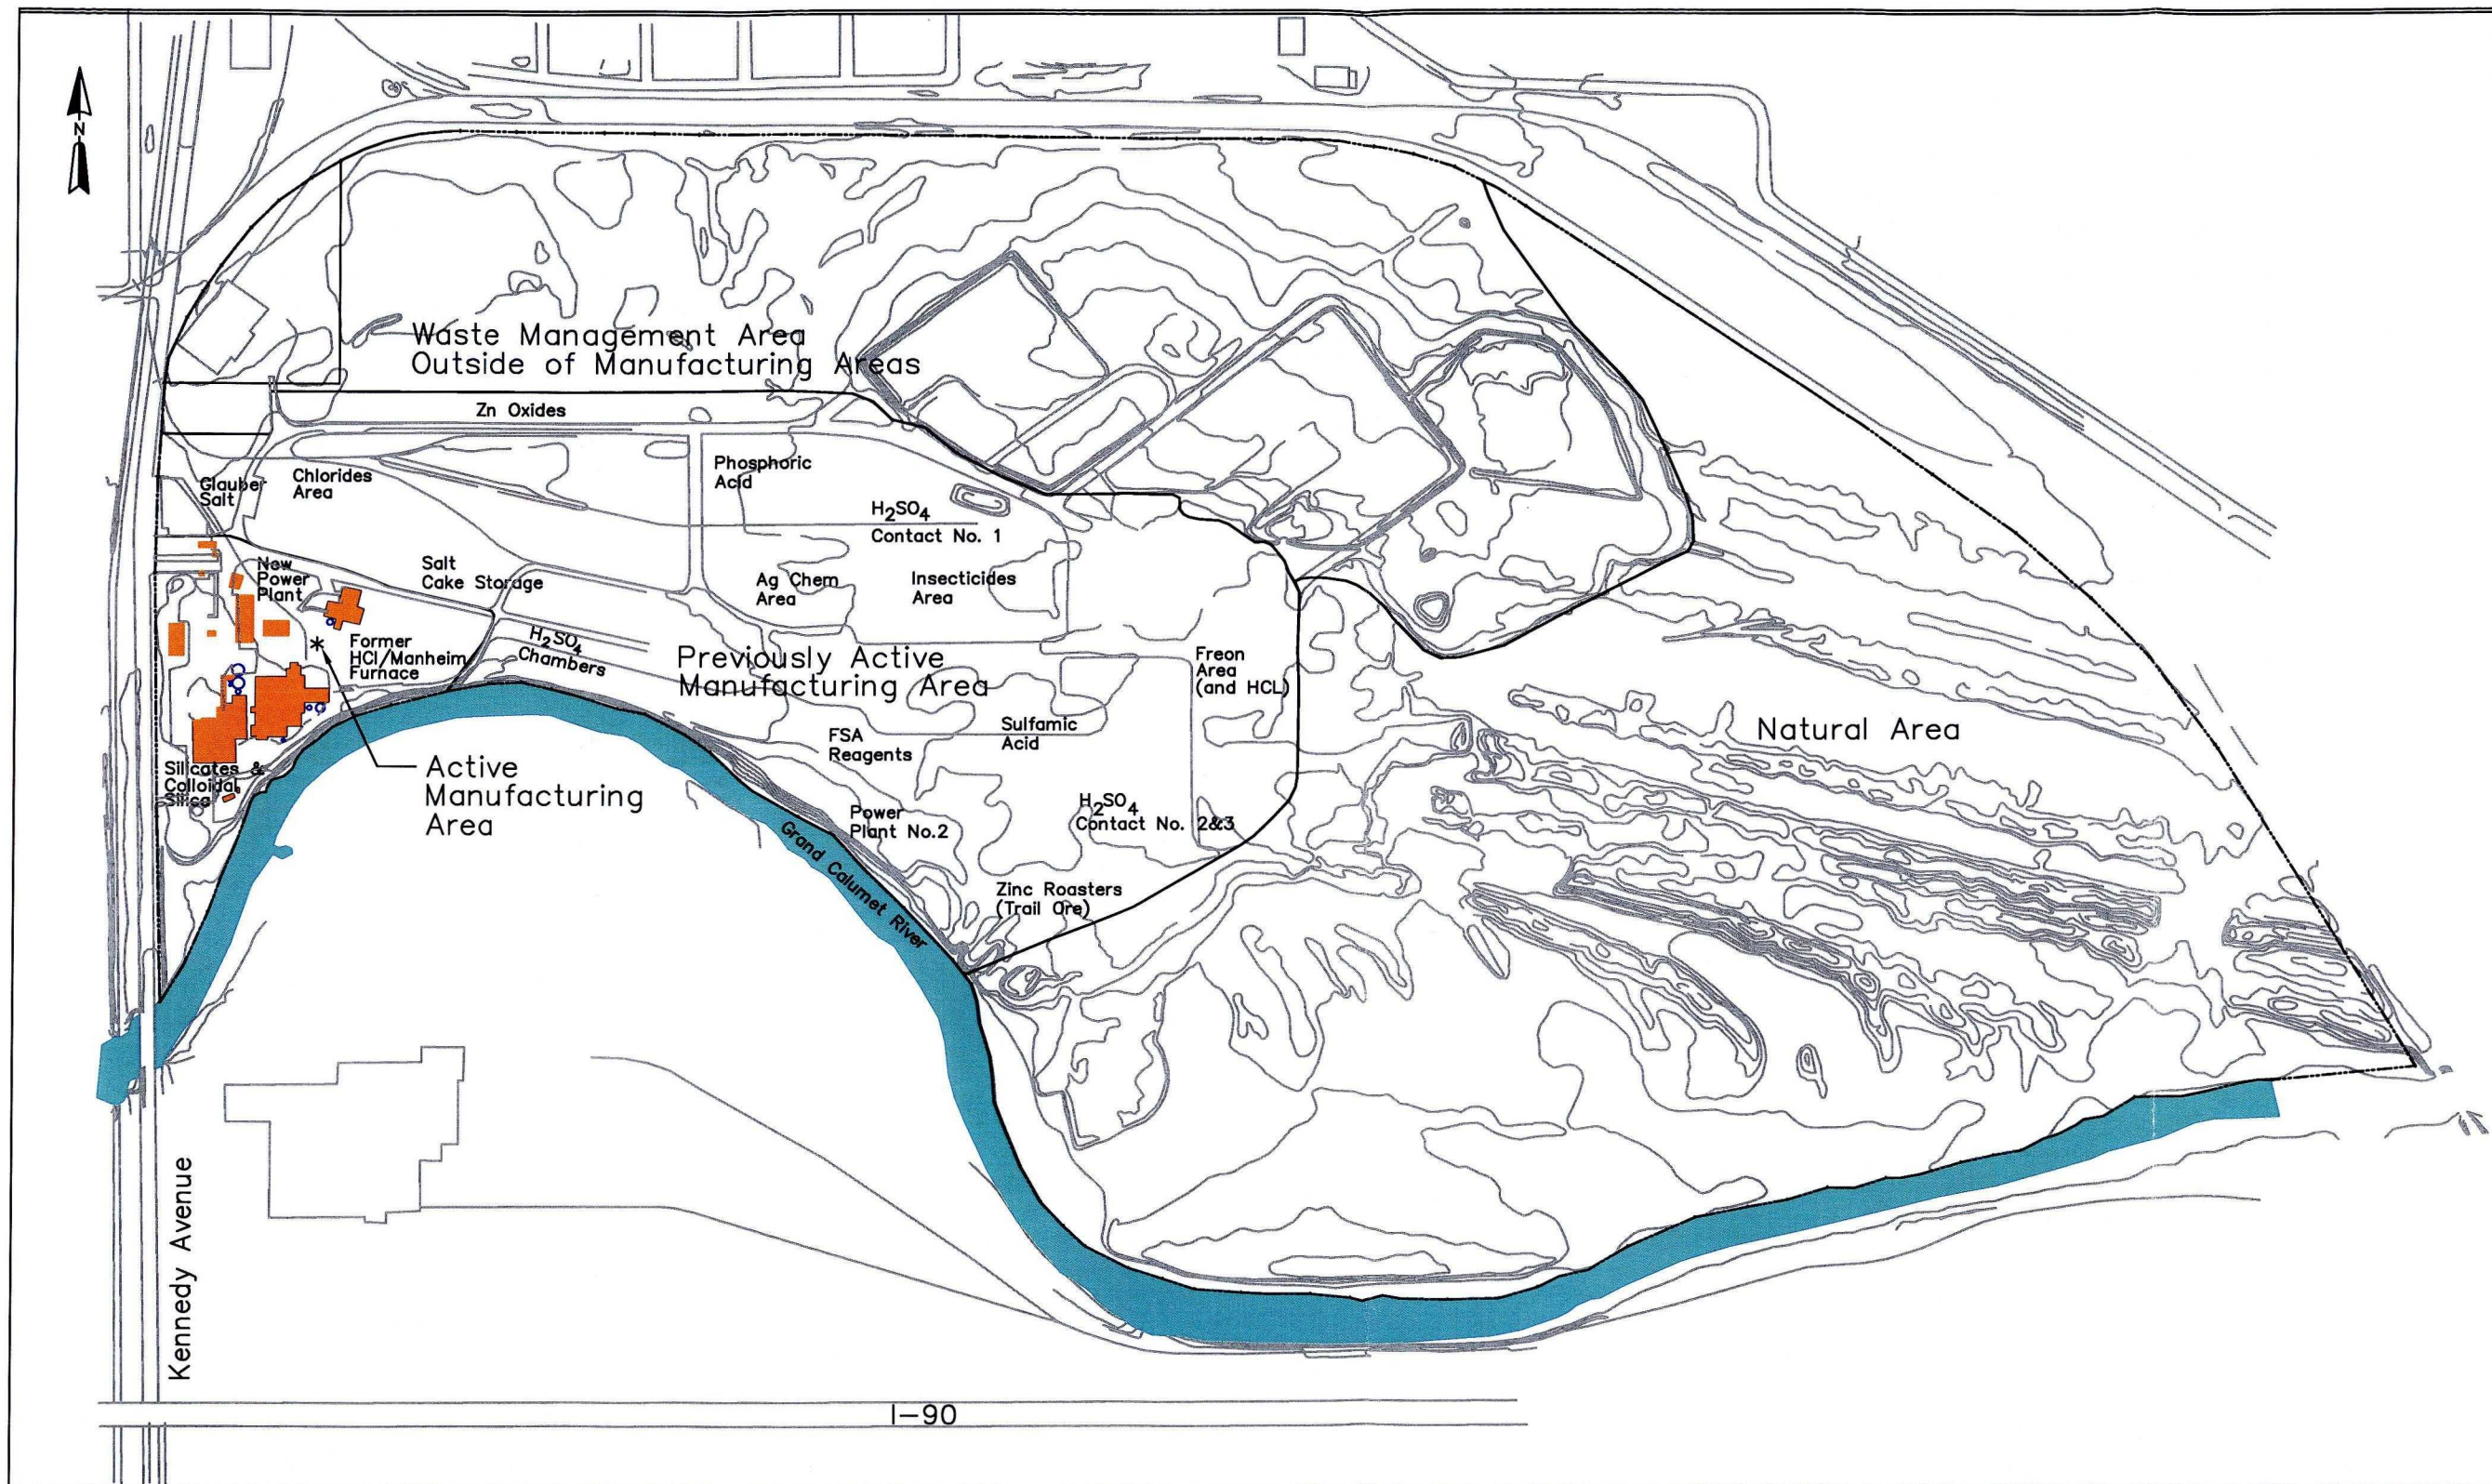 N
Waste Management Area
Outside of Manufacturing Areas
Zn Oxides
Glauber
Salt
Chlorides
Area
Phosphoric
Acid
H2SO4
Contact No. 1
New
Power
Plant
Salt
Cake Storage
Ag Chem
Area
Insecticides
Area
Former
HCl/Manheim
Furnace
H2SO4
Chambers
Previously Active
Manufacturing Area
Freon
Area
(and HCL)
FSA
Reagents
Sulfamic
Acid
Natural Area
Silicates &
Colloidal
Silica
*
Active
Manufacturing
Area
Power
Plant No.2
H2SO4
Contact No. 2&3
Grand Calumet River
Zinc Roasters
(Trail Ore)
Kennedy Avenue
I-90